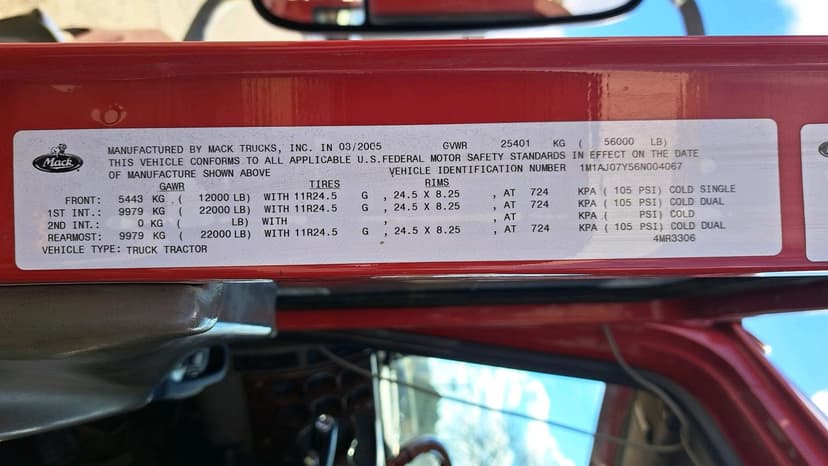 Mack
MANUFACTURED BY MACK TRUCKS, INC. IN 03/2005 GVWR 25401 KG ( 56000 LB)
THIS VEHICLE CONFORMS TO ALL APPLICABLE U.S.FEDERAL MOTOR SAFETY STANDARDS IN EFFECT ON THE DATE
OF MANUFACTURE SHOWN ABOVE VEHICLE IDENTIFICATION NUMBER 1M1AJ07Y56N004067
GAWR TIRES RIMS
FRONT: 5443 KG ( 12000 LB) WITH 11R24.5 G , 24.5 X 8.25 , AT 724 KPA ( 105 PSI) COLD SINGLE
1ST INT.: 9979 KG ( 22000 LB) WITH 11R24.5 G , 24.5 X 8.25 , AT 724 KPA ( 105 PSI) COLD DUAL
2ND INT.: 0 KG ( LB) WITH , , AT KPA ( PSI) COLD
REARMOST: 9979 KG ( 22000 LB) WITH 11R24.5 G , 24.5 X 8.25 , AT 724 KPA ( 105 PSI) COLD DUAL
VEHICLE TYPE: TRUCK TRACTOR 4MR3306